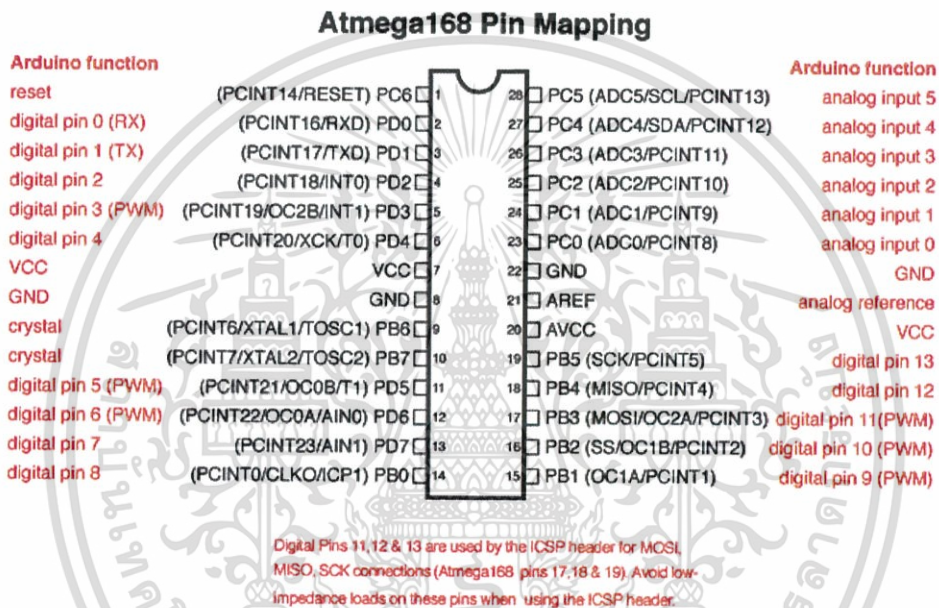 Atmega168 Pin Mapping
Arduino function Arduino function
reset (PCINT14/RESET) PC6 1 28 PC5 (ADC5/SCL/PCINT13) analog input 5
digital pin 0 (RX) (PCINT16/RXD) PD0 2 27 PC4 (ADC4/SDA/PCINT12) analog input 4
digital pin 1 (TX) (PCINT17/TXD) PD1 3 26 PC3 (ADC3/PCINT11) analog input 3
digital pin 2 (PCINT18/INT0) PD2 4 25 PC2 (ADC2/PCINT10) analog input 2
digital pin 3 (PWM) (PCINT19/OC2B/INT1) PD3 5 24 PC1 (ADC1/PCINT9) analog input 1
digital pin 4 (PCINT20/XCK/T0) PD4 6 23 PC0 (ADC0/PCINT8) analog input 0
VCC VCC 7 22 GND GND
GND GND 8 21 AREF analog reference
crystal (PCINT6/XTAL1/TOSC1) PB6 9 20 AVCC VCC
crystal (PCINT7/XTAL2/TOSC2) PB7 10 19 PB5 (SCK/PCINT5) digital pin 13
digital pin 5 (PWM) (PCINT21/OC0B/T1) PD5 11 18 PB4 (MISO/PCINT4) digital pin 12
digital pin 6 (PWM) (PCINT22/OC0A/AIN0) PD6 12 17 PB3 (MOSI/OC2A/PCINT3) digital pin 11(PWM)
digital pin 7 (PCINT23/AIN1) PD7 13 16 PB2 (SS/OC1B/PCINT2) digital pin 10 (PWM)
digital pin 8 (PCINT0/CLKO/ICP1) PB0 14 15 PB1 (OC1A/PCINT1) digital pin 9 (PWM)
Digital Pins 11,12 & 13 are used by the ICSP header for MOSI,
MISO, SCK connections (Atmega168 pins 17,18 & 19). Avoid low-
impedance loads on these pins when using the ICSP header.